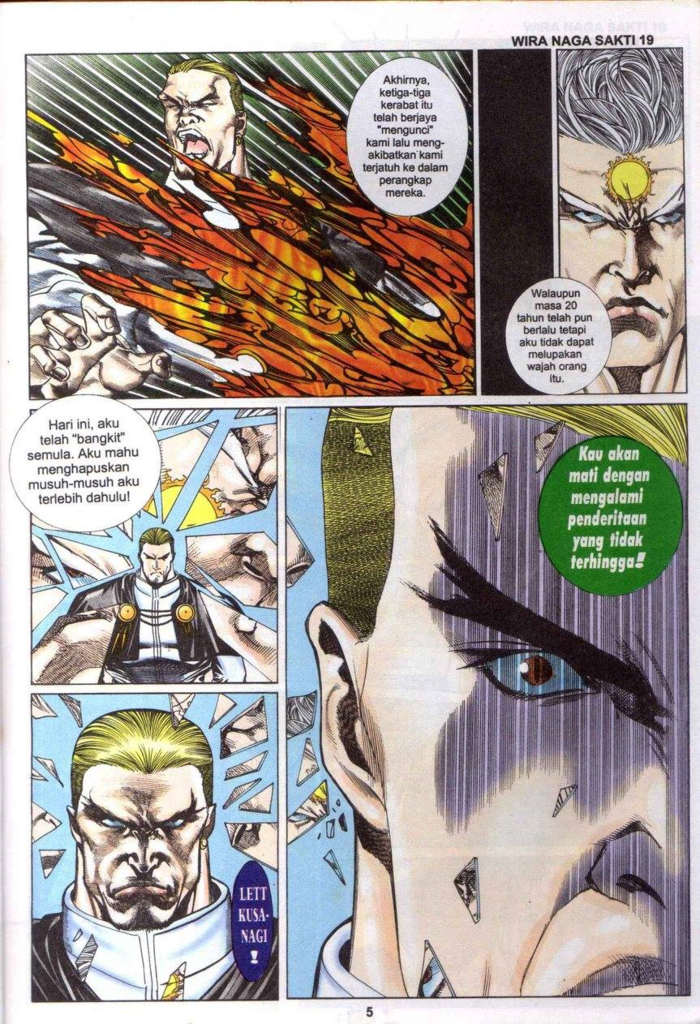 WIRA NAGA SAKTI 19
Akhirnya,
ketiga-tiga
kerabat itu
telah berjaya
"mengunci"
kami lalu meng-
akibatkan kami
terjatuh ke dalam
perangkap
mereka.
Walaupun
masa 20
tahun telah pun
berlalu tetapi
aku tidak dapat
melupakan
wajah orang
itu.
Hari ini, aku
telah "bangkit"
semula. Aku mahu
menghapuskan
musuh-musuh aku
terlebih dahulu!
Kau akan
mati dengan
mengalami
penderitaan
yang tidak
terhingga!
LETT
KUSA-
NAGI
!
5